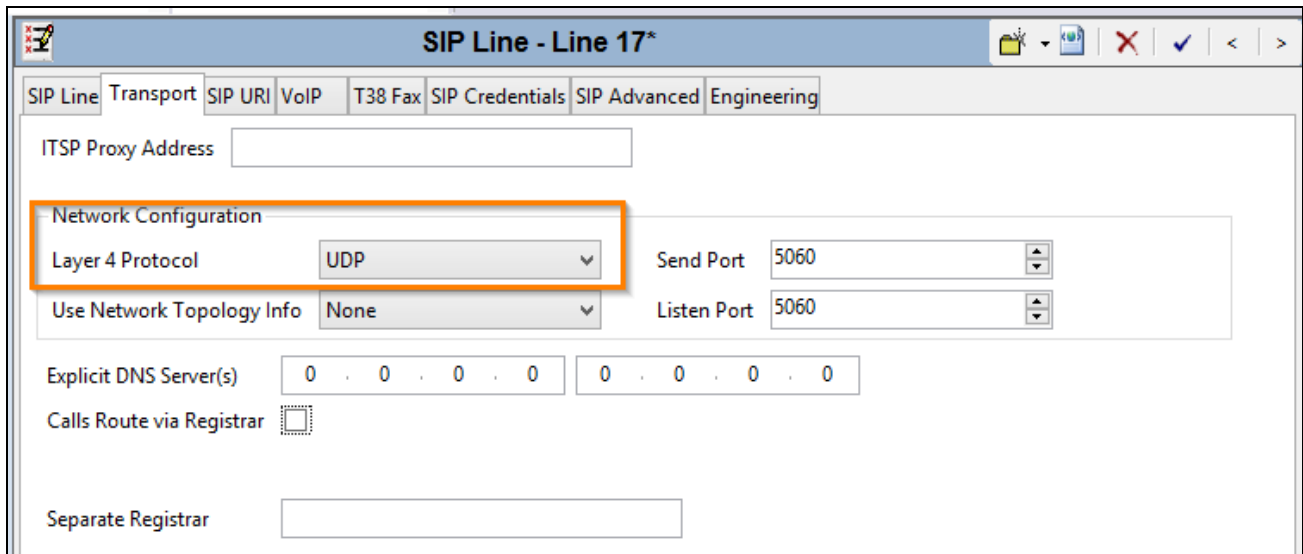 SIP Line - Line 17*
SIP Line Transport SIP URI VoIP T38 Fax SIP Credentials SIP Advanced Engineering
ITSP Proxy Address
Network Configuration
Layer 4 Protocol UDP Send Port 5060
Use Network Topology Info None Listen Port 5060
Explicit DNS Server(s) 0 . 0 . 0 . 0 0 . 0 . 0 . 0
Calls Route via Registrar
Separate Registrar